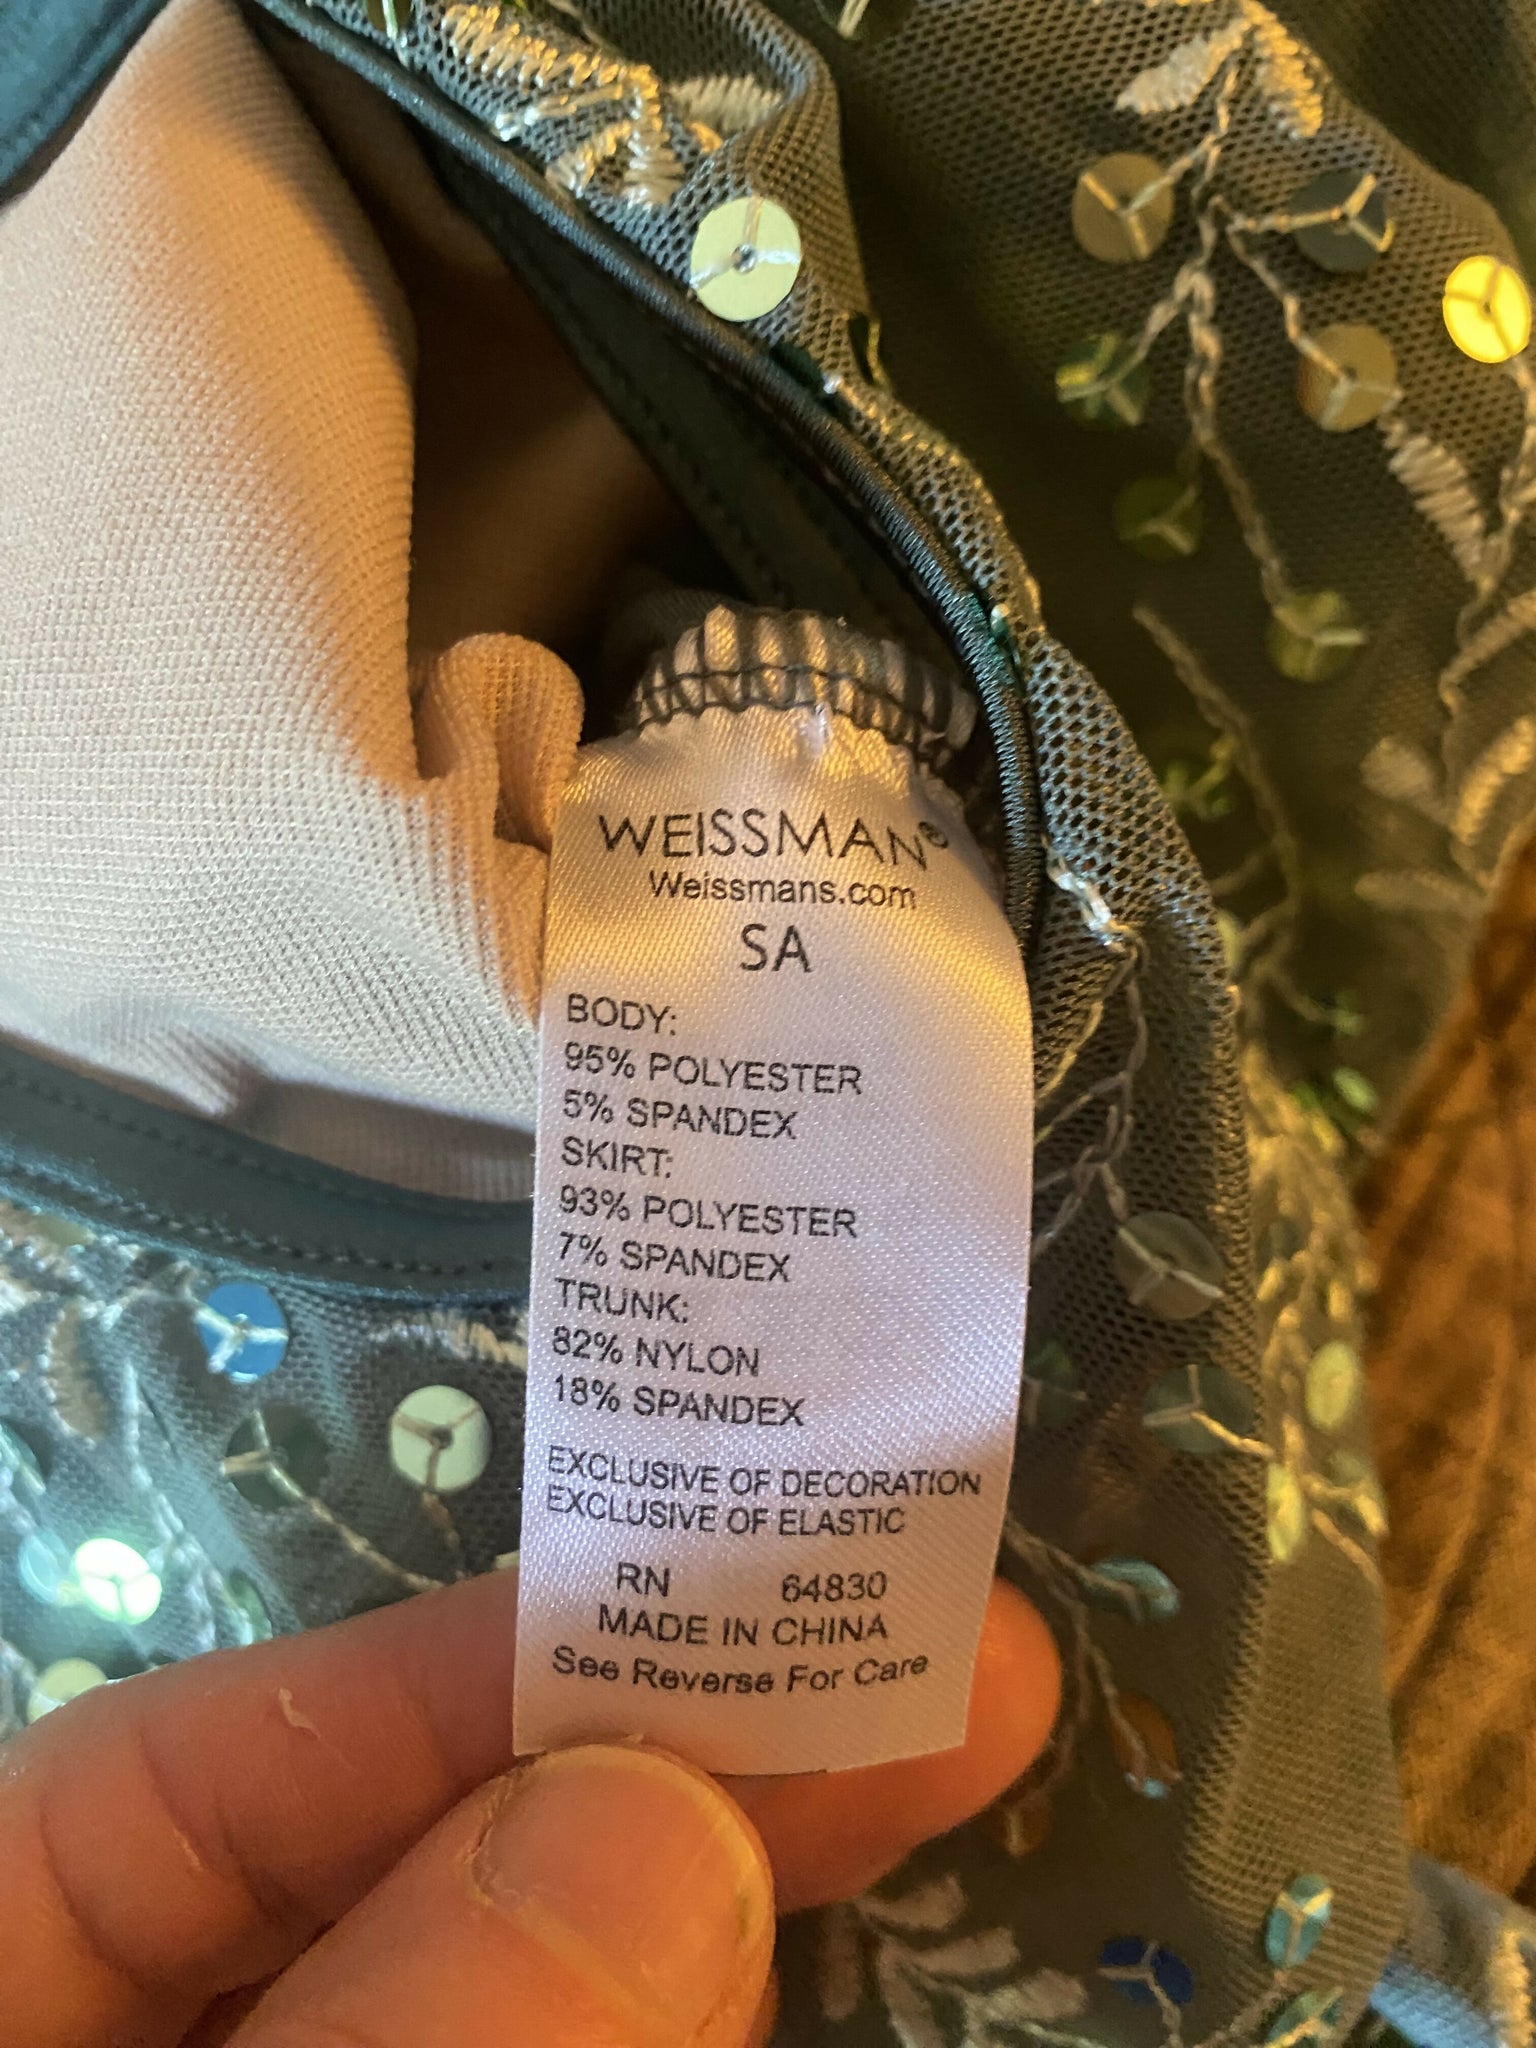 WEISSMAN®
Weissmans.com
SA
BODY:
95% POLYESTER
5% SPANDEX
SKIRT:
93% POLYESTER
7% SPANDEX
TRUNK:
82% NYLON
18% SPANDEX
EXCLUSIVE OF DECORATION
EXCLUSIVE OF ELASTIC
RN 64830
MADE IN CHINA
See Reverse For Care